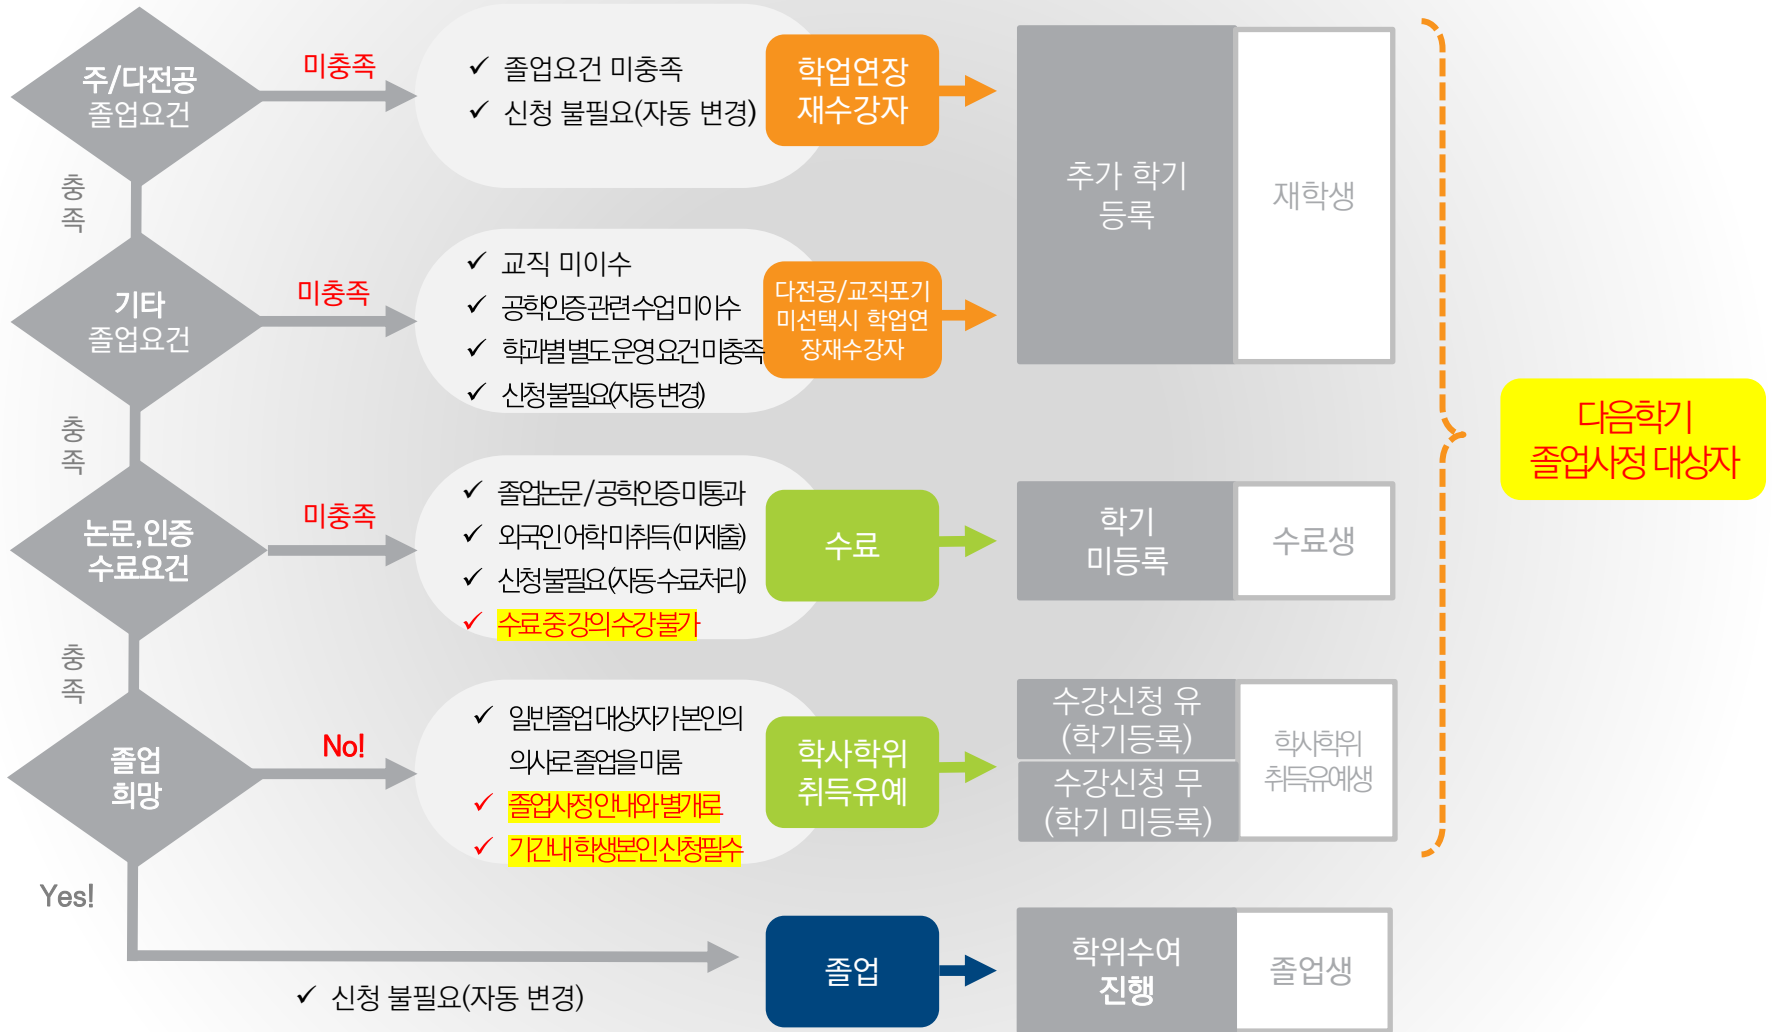 주/다전공
졸업요건
미충족
✓ 졸업요건 미충족
✓ 신청 불필요(자동 변경)
학업연장
재수강자
추가 학기
등록
재학생
충
족
기타
졸업요건
미충족
✓ 교직 미이수
✓ 공학인증 관련 수업 미이수
✓ 학과별 별도 운영 요건 미충족
✓ 신청 불필요(자동 변경)
다전공/교직포기
미선택시 학업연
장재수강자
충
족
논문,인증
수료요건
미충족
✓ 졸업논문 / 공학인증 미통과
✓ 외국인 어학 미취득 (미제출)
✓ 신청 불필요 (자동 수료처리)
✓ 수료 중 강의 수강 불가
수료
학기
미등록
수료생
충
족
졸업
희망
No!
✓ 일반졸업 대상자가 본인의
의사로 졸업을 미룸
✓ 졸업사정 안내와 별개로
✓ 기간내 학생본인 신청필수
학사학위
취득유예
수강신청 유
(학기등록)
수강신청 무
(학기 미등록)
학사학위
취득유예생
다음학기
졸업사정 대상자
Yes!
✓ 신청 불필요(자동 변경)
졸업
학위수여
진행
졸업생